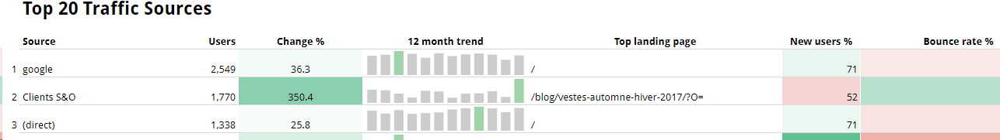 Top 20 Traffic Sources
Source Users Change % 12 month trend Top landing page New users % Bounce rate %
1 google 2,549 36.3 / 71
2 Clients S&O 1,770 350.4 /blog/vestes-automne-hiver-2017/?O= 52
3 (direct) 1,338 25.8 / 71